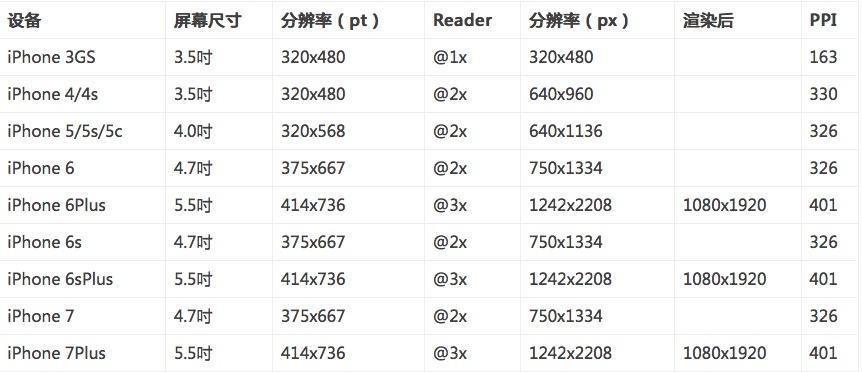 设备 屏幕尺寸 分辨率（pt） Reader 分辨率（px） 渲染后 PPI
iPhone 3GS 3.5吋 320x480 @1x 320x480 163
iPhone 4/4s 3.5吋 320x480 @2x 640x960 330
iPhone 5/5s/5c 4.0吋 320x568 @2x 640x1136 326
iPhone 6 4.7吋 375x667 @2x 750x1334 326
iPhone 6Plus 5.5吋 414x736 @3x 1242x2208 1080x1920 401
iPhone 6s 4.7吋 375x667 @2x 750x1334 326
iPhone 6sPlus 5.5吋 414x736 @3x 1242x2208 1080x1920 401
iPhone 7 4.7吋 375x667 @2x 750x1334 326
iPhone 7Plus 5.5吋 414x736 @3x 1242x2208 1080x1920 401